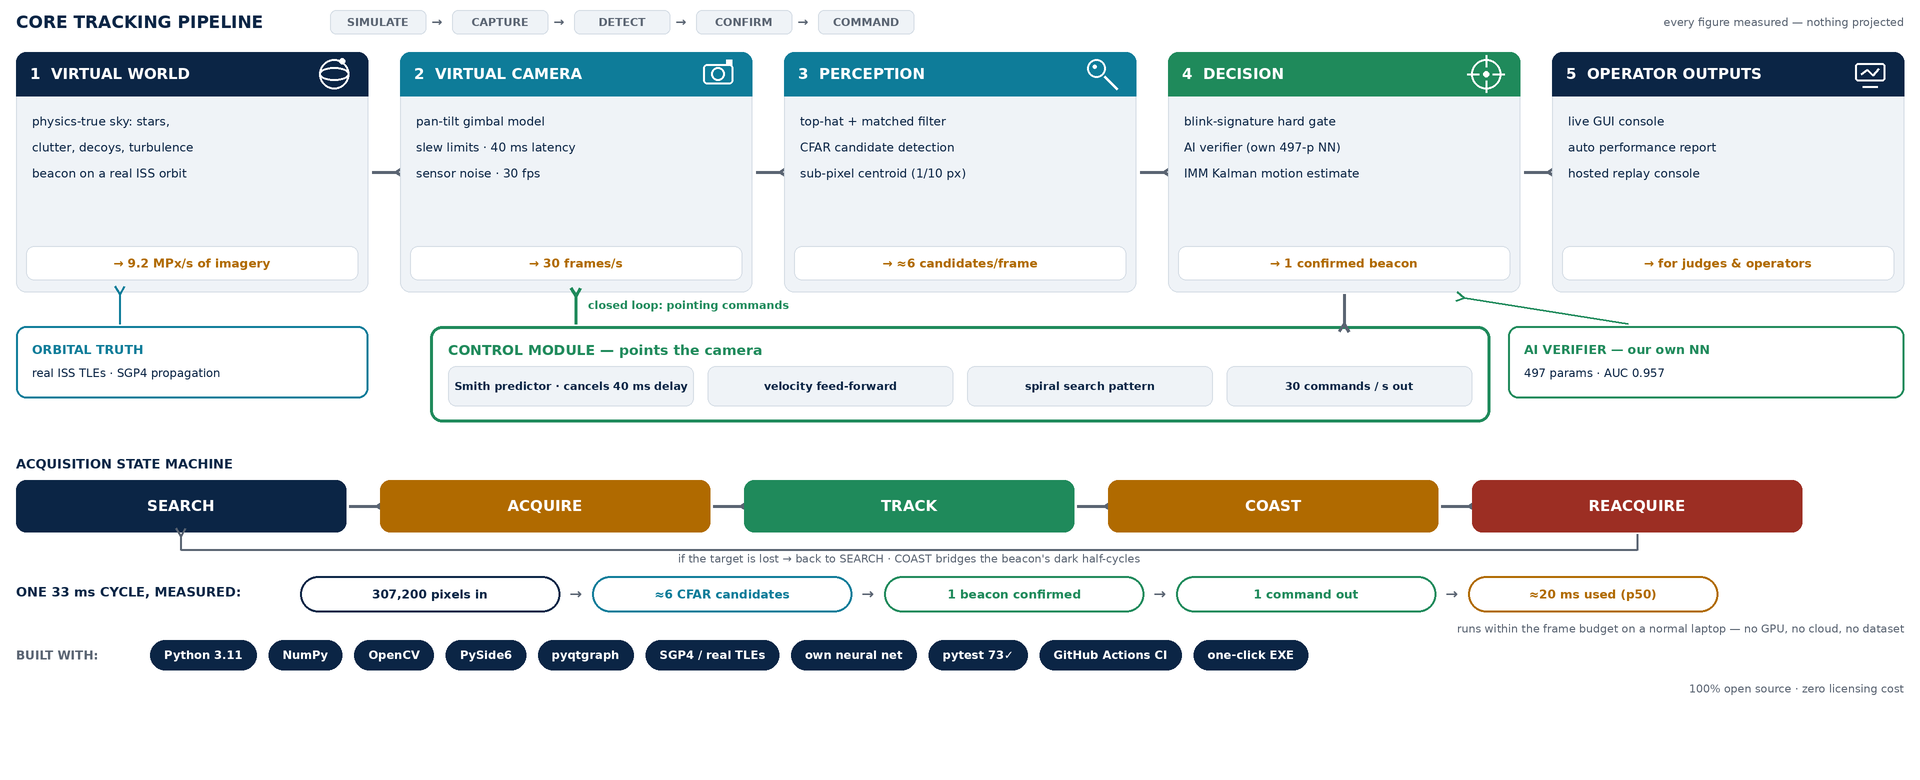 CORE TRACKING PIPELINE
SIMULATE → CAPTURE → DETECT → CONFIRM → COMMAND
every figure measured — nothing projected
1 VIRTUAL WORLD
physics-true sky: stars,
clutter, decoys, turbulence
beacon on a real ISS orbit
→ 9.2 MPx/s of imagery
2 VIRTUAL CAMERA
pan-tilt gimbal model
slew limits · 40 ms latency
sensor noise · 30 fps
→ 30 frames/s
3 PERCEPTION
top-hat + matched filter
CFAR candidate detection
sub-pixel centroid (1/10 px)
→ ≈6 candidates/frame
4 DECISION
blink-signature hard gate
AI verifier (own 497-p NN)
IMM Kalman motion estimate
→ 1 confirmed beacon
5 OPERATOR OUTPUTS
live GUI console
auto performance report
hosted replay console
→ for judges & operators
closed loop: pointing commands
ORBITAL TRUTH
real ISS TLEs · SGP4 propagation
CONTROL MODULE — points the camera
Smith predictor · cancels 40 ms delay
velocity feed-forward
spiral search pattern
30 commands / s out
AI VERIFIER — our own NN
497 params · AUC 0.957
ACQUISITION STATE MACHINE
SEARCH
ACQUIRE
TRACK
COAST
REACQUIRE
if the target is lost → back to SEARCH · COAST bridges the beacon's dark half-cycles
ONE 33 ms CYCLE, MEASURED:
307,200 pixels in → ≈6 CFAR candidates → 1 beacon confirmed → 1 command out → ≈20 ms used (p50)
runs within the frame budget on a normal laptop — no GPU, no cloud, no dataset
BUILT WITH:
Python 3.11
NumPy
OpenCV
PySide6
pyqtgraph
SGP4 / real TLEs
own neural net
pytest 73✓
GitHub Actions CI
one-click EXE
100% open source · zero licensing cost